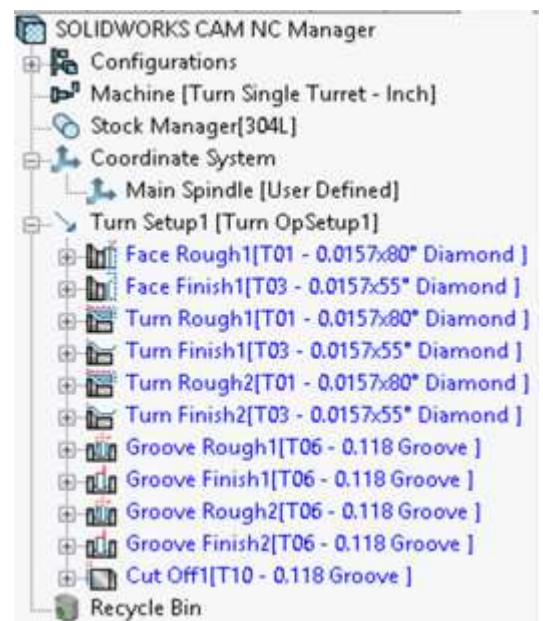 SOLIDWORKS CAM NC Manager
Configurations
Machine [Turn Single Turret - Inch]
Stock Manager[304L]
Coordinate System
Main Spindle [User Defined]
Turn Setup1 [Turn OpSetup1]
Face Rough1[T01 - 0.0157x80° Diamond ]
Face Finish1[T03 - 0.0157x55° Diamond ]
Turn Rough1[T01 - 0.0157x80° Diamond ]
Turn Finish1[T03 - 0.0157x55° Diamond ]
Turn Rough2[T01 - 0.0157x80° Diamond ]
Turn Finish2[T03 - 0.0157x55° Diamond ]
Groove Rough1[T06 - 0.118 Groove ]
Groove Finish1[T06 - 0.118 Groove ]
Groove Rough2[T06 - 0.118 Groove ]
Groove Finish2[T06 - 0.118 Groove ]
Cut Off1[T10 - 0.118 Groove ]
Recycle Bin